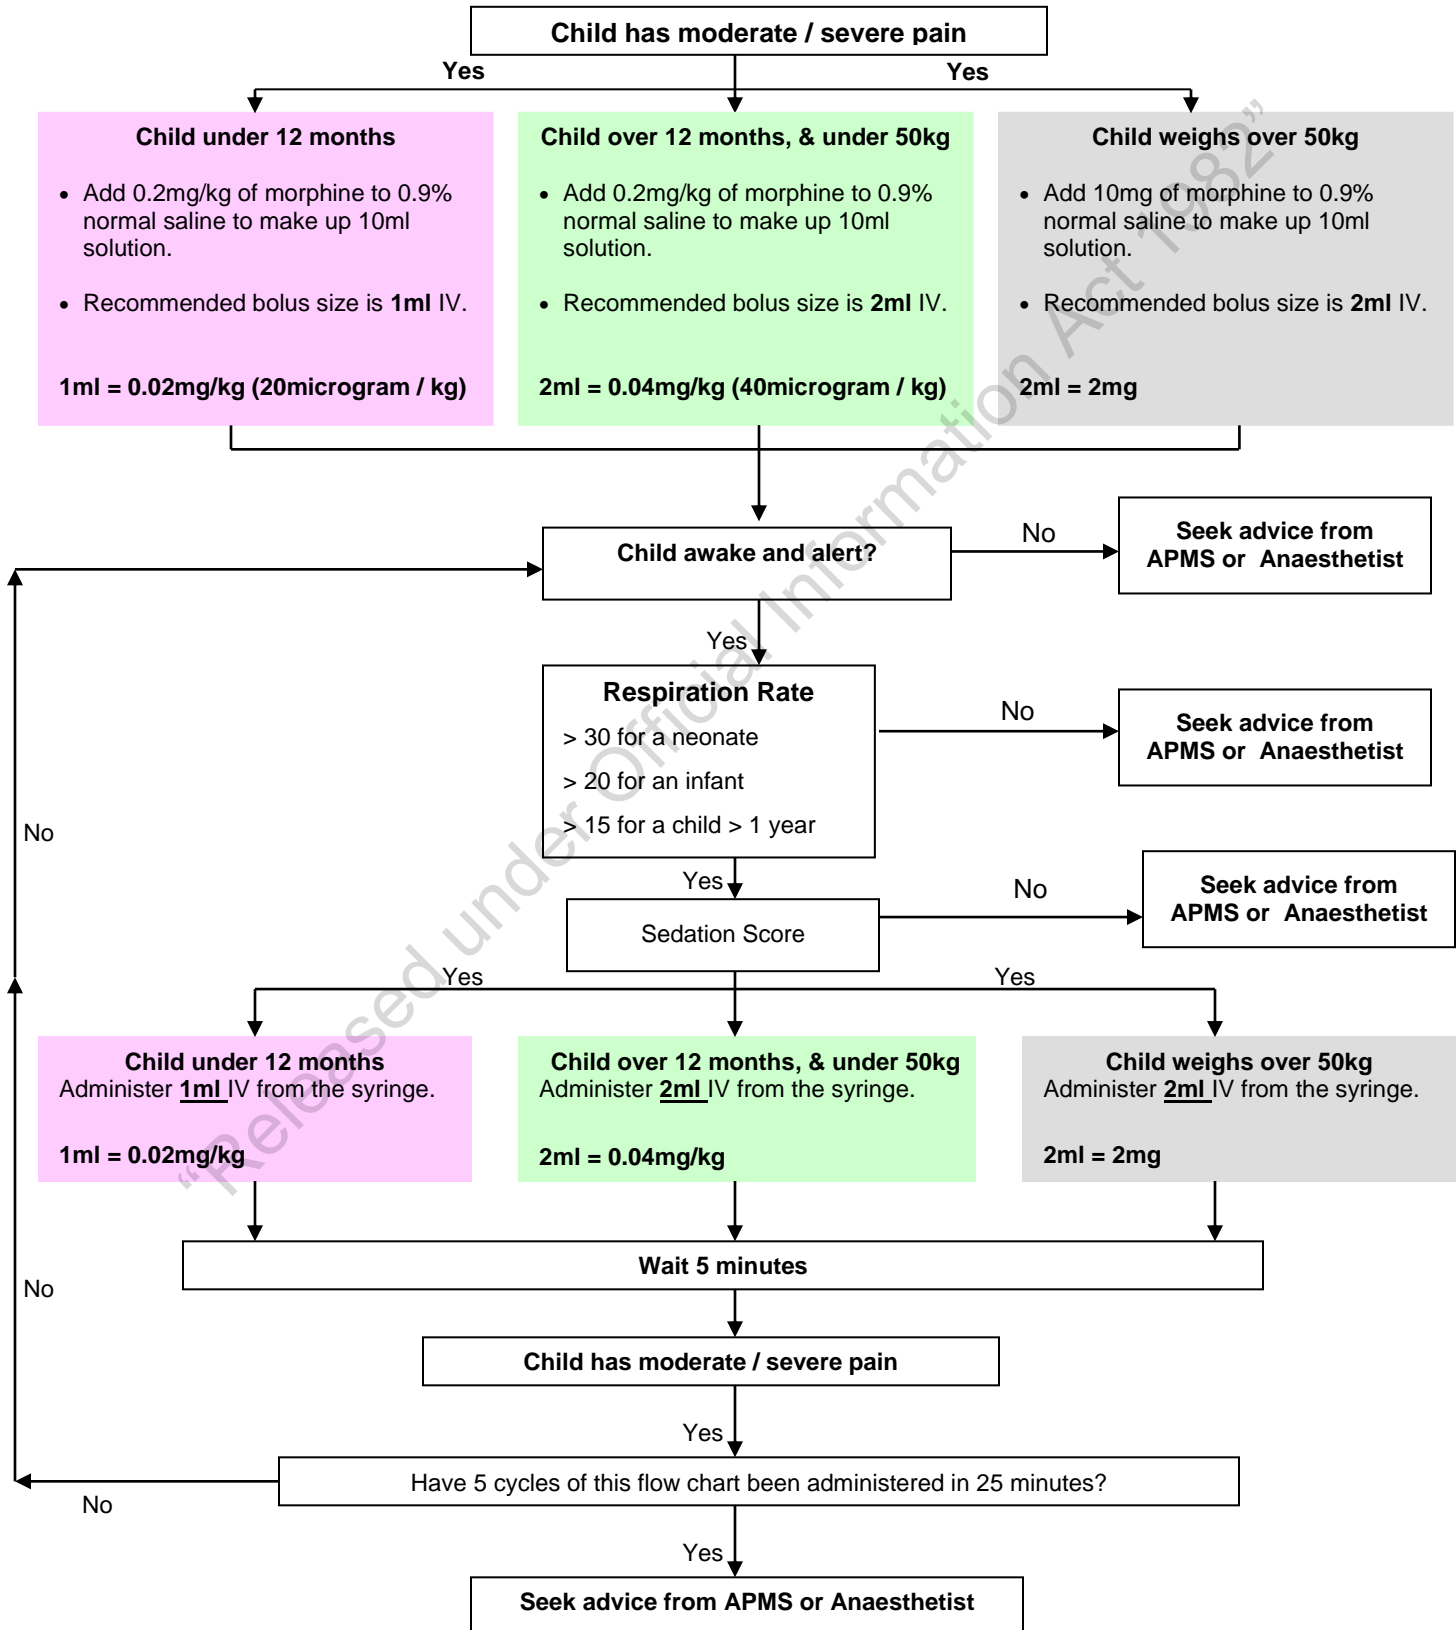 Child has moderate / severe pain
Yes
Yes
Child under 12 months
• Add 0.2mg/kg of morphine to 0.9%
normal saline to make up 10ml
solution.
• Recommended bolus size is 1ml IV.
1ml = 0.02mg/kg (20microgram / kg)
Child over 12 months, & under 50kg
• Add 0.2mg/kg of morphine to 0.9%
normal saline to make up 10ml
solution.
• Recommended bolus size is 2ml IV.
2ml = 0.04mg/kg (40microgram / kg)
Child weighs over 50kg
• Add 10mg of morphine to 0.9%
normal saline to make up 10ml
solution.
• Recommended bolus size is 2ml IV.
2ml = 2mg
Child awake and alert?
No
Seek advice from
APMS or Anaesthetist
Yes
Respiration Rate
> 30 for a neonate
> 20 for an infant
> 15 for a child > 1 year
No
Seek advice from
APMS or Anaesthetist
No
Yes
Sedation Score
No
Seek advice from
APMS or Anaesthetist
Yes
Yes
Child under 12 months
Administer 1ml IV from the syringe.
1ml = 0.02mg/kg
Child over 12 months, & under 50kg
Administer 2ml IV from the syringe.
2ml = 0.04mg/kg
Child weighs over 50kg
Administer 2ml IV from the syringe.
2ml = 2mg
Wait 5 minutes
No
Child has moderate / severe pain
Yes
Have 5 cycles of this flow chart been administered in 25 minutes?
No
Yes
Seek advice from APMS or Anaesthetist
“Released under Official Information Act 1982”